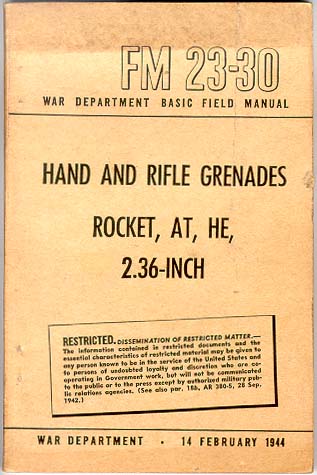 FM 23-30
WAR DEPARTMENT BASIC FIELD MANUAL
HAND AND RIFLE GRENADES
ROCKET, AT, HE,
2.36-INCH
RESTRICTED. DISSEMINATION OF RESTRICTED MATTER.—
The information contained in restricted documents and the
essential characteristics of restricted material may be given to
any person known to be in the service of the United States and
to persons of undoubted loyalty and discretion who are co-
operating in Government work, but will not be communicated
to the public or to the press except by authorized military pub-
lic relations agencies. (See also par. 18b, AR 380-5, 28 Sep.
1942.)
WAR DEPARTMENT • 14 FEBRUARY 1944